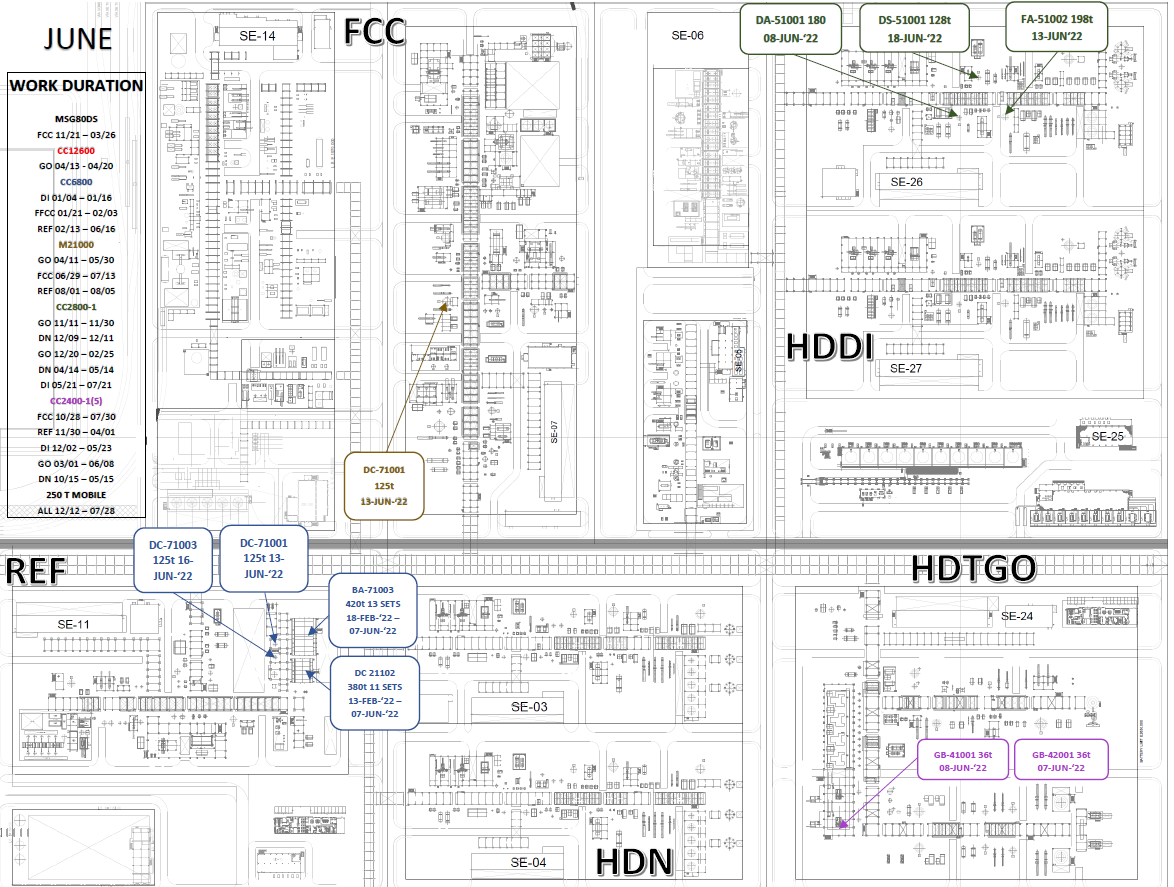 JUNE
WORK DURATION
MSG80DS
FCC 11/21 – 03/26
CC12600
GO 04/13 - 04/20
CC6800
DI 01/04 – 01/16
FFCC 01/21 – 02/03
REF 02/13 – 06/16
M21000
GO 04/11 - 05/30
FCC 06/29 – 07/13
REF 08/01 – 08/05
CC2800-1
GO 11/11 – 11/30
DN 12/09 – 12/11
GO 12/20 – 02/25
DN 04/14 – 05/14
DI 05/21 – 07/21
CC2400-1(5)
FCC 10/28 – 07/30
REF 11/30 – 04/01
DI 12/02 – 05/23
GO 03/01 – 06/08
DN 10/15 – 05/15
250 T MOBILE
ALL 12/12 – 07/28
SE-14
FCC
SE-07
DC-71001
125t
13-JUN-‘22
SE-06
SE-05
DA-51001 180
08-JUN-‘22
DS-51001 128t
18-JUN-‘22
FA-51002 198t
13-JUN‘22
SE-26
HDDI
SE-27
SE-25
REF
DC-71003
125t 16-
JUN-‘22
DC-71001
125t 13-
JUN-‘22
BA-71003
420t 13 SETS
18-FEB-‘22 –
07-JUN-‘22
DC 21102
380t 11 SETS
13-FEB-‘22 –
07-JUN-‘22
SE-11
SE-03
SE-04
HDN
HDTGO
SE-24
GB-41001 36t
08-JUN-‘22
GB-42001 36t
07-JUN-‘22